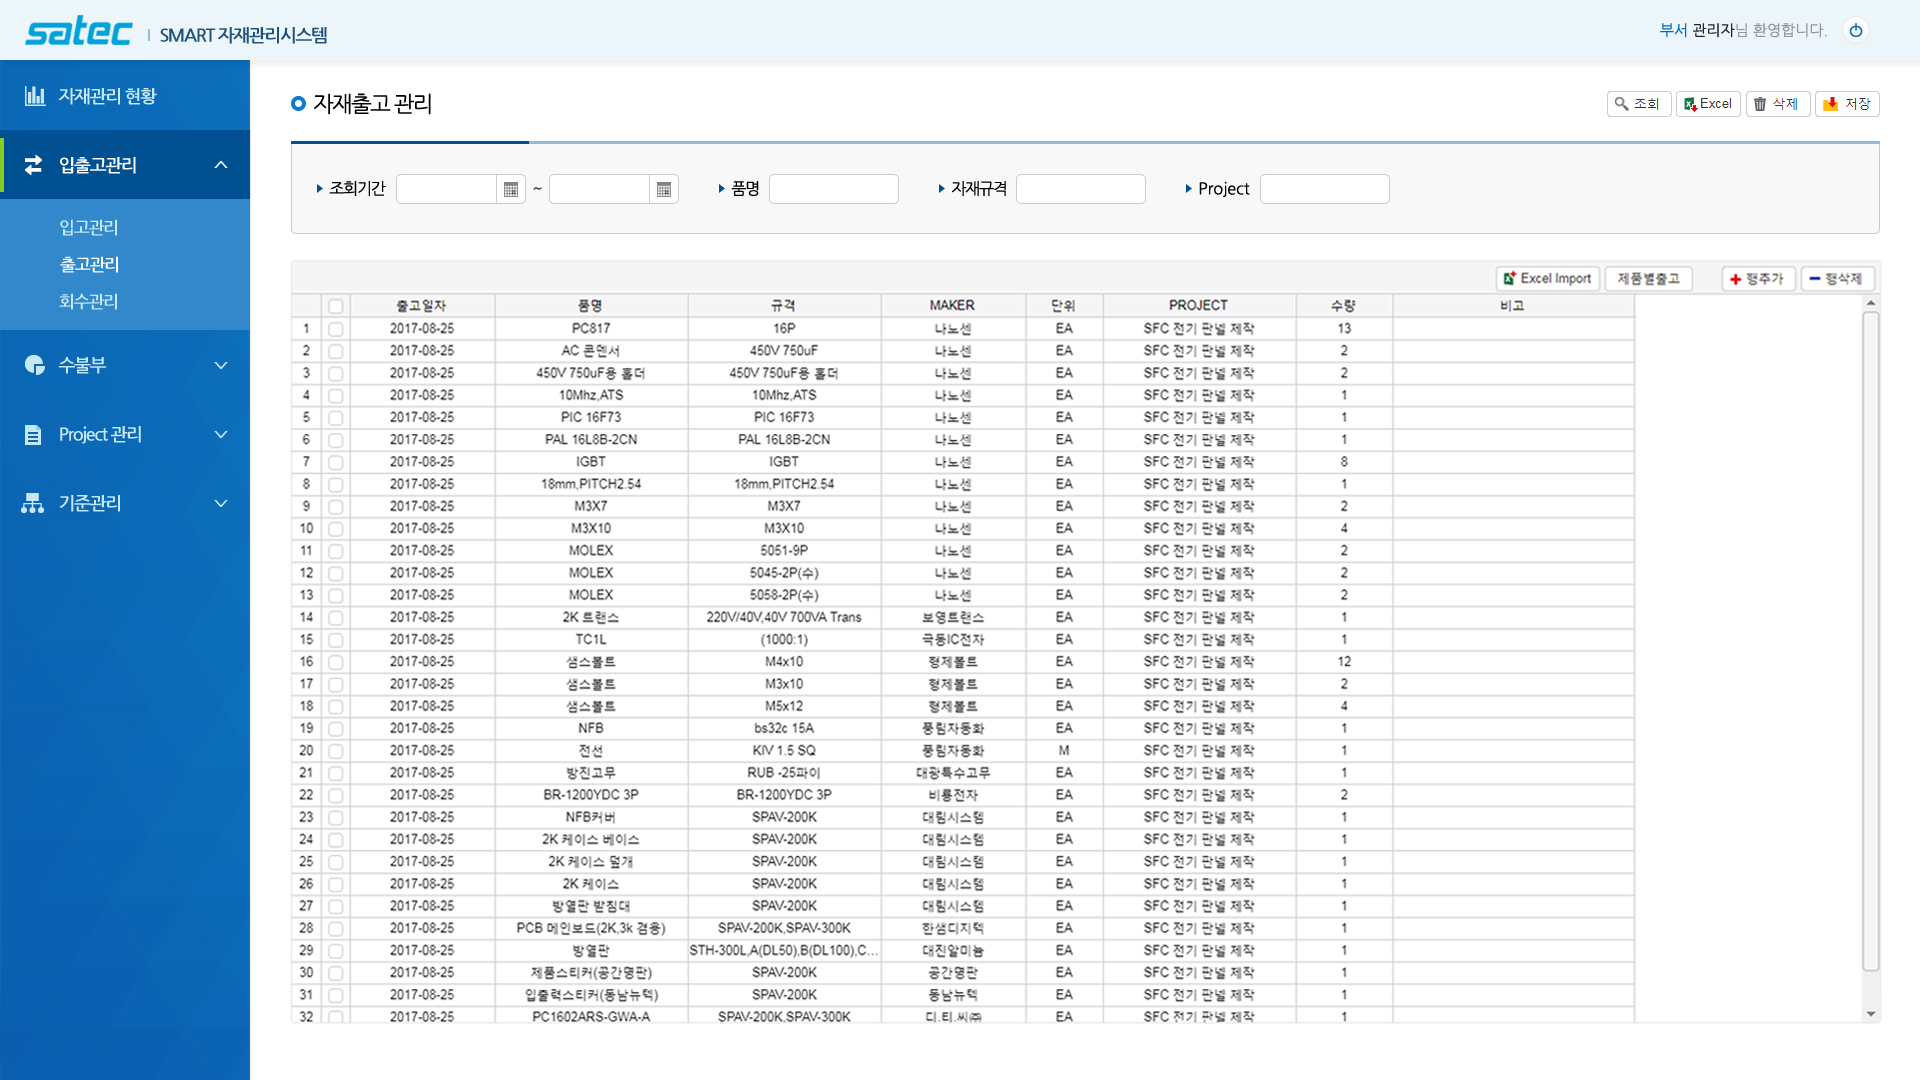 satec | SMART 자재관리시스템
부서 관리자님 환영합니다.
자재관리 현황
입출고관리
입고관리
출고관리
회수관리
수불부
Project 관리
기준관리
자재출고 관리
조회 Excel 삭제 저장
조회기간 ~ 품명 자재규격 Project
Excel Import 제품별출고 행추가 행삭제
출고일자 품명 규격 MAKER 단위 PROJECT 수량 비고
1 2017-08-25 PC817 16P 나노센 EA SFC 전기 판넬 제작 13
2 2017-08-25 AC 콘덴서 450V 750uF 나노센 EA SFC 전기 판넬 제작 2
3 2017-08-25 450V 750uF용 홀더 450V 750uF용 홀더 나노센 EA SFC 전기 판넬 제작 2
4 2017-08-25 10Mhz,ATS 10Mhz,ATS 나노센 EA SFC 전기 판넬 제작 1
5 2017-08-25 PIC 16F73 PIC 16F73 나노센 EA SFC 전기 판넬 제작 1
6 2017-08-25 PAL 16L8B-2CN PAL 16L8B-2CN 나노센 EA SFC 전기 판넬 제작 1
7 2017-08-25 IGBT IGBT 나노센 EA SFC 전기 판넬 제작 8
8 2017-08-25 18mm,PITCH2.54 18mm,PITCH2.54 나노센 EA SFC 전기 판넬 제작 1
9 2017-08-25 M3X7 M3X7 나노센 EA SFC 전기 판넬 제작 2
10 2017-08-25 M3X10 M3X10 나노센 EA SFC 전기 판넬 제작 4
11 2017-08-25 MOLEX 5051-9P 나노센 EA SFC 전기 판넬 제작 2
12 2017-08-25 MOLEX 5045-2P(수) 나노센 EA SFC 전기 판넬 제작 2
13 2017-08-25 MOLEX 5058-2P(수) 나노센 EA SFC 전기 판넬 제작 2
14 2017-08-25 2K 트랜스 220V/40V,40V 700VA Trans 보영트랜스 EA SFC 전기 판넬 제작 1
15 2017-08-25 TC1L (1000:1) 극동IC전자 EA SFC 전기 판넬 제작 1
16 2017-08-25 샘스볼트 M4x10 형제볼트 EA SFC 전기 판넬 제작 12
17 2017-08-25 샘스볼트 M3x10 형제볼트 EA SFC 전기 판넬 제작 2
18 2017-08-25 샘스볼트 M5x12 형제볼트 EA SFC 전기 판넬 제작 4
19 2017-08-25 NFB bs32c 15A 풍림자동화 EA SFC 전기 판넬 제작 1
20 2017-08-25 전선 KIV 1.5 SQ 풍림자동화 M SFC 전기 판넬 제작 1
21 2017-08-25 방진고무 RUB -25파이 대광특수고무 EA SFC 전기 판넬 제작 1
22 2017-08-25 BR-1200YDC 3P BR-1200YDC 3P 비룡전자 EA SFC 전기 판넬 제작 2
23 2017-08-25 NFB커버 SPAV-200K 대림시스템 EA SFC 전기 판넬 제작 1
24 2017-08-25 2K 케이스 베이스 SPAV-200K 대림시스템 EA SFC 전기 판넬 제작 1
25 2017-08-25 2K 케이스 덮개 SPAV-200K 대림시스템 EA SFC 전기 판넬 제작 1
26 2017-08-25 2K 케이스 SPAV-200K 대림시스템 EA SFC 전기 판넬 제작 1
27 2017-08-25 방열판 받침대 SPAV-200K 대림시스템 EA SFC 전기 판넬 제작 1
28 2017-08-25 PCB 메인보드(2K,3k 겸용) SPAV-200K,SPAV-300K 한샘디지텍 EA SFC 전기 판넬 제작 1
29 2017-08-25 방열판 STH-300L,A(DL50),B(DL100),C... 대진알미늄 EA SFC 전기 판넬 제작 1
30 2017-08-25 제품스티커(공간명판) SPAV-200K 공간명판 EA SFC 전기 판넬 제작 1
31 2017-08-25 입출력스티커(동남뉴텍) SPAV-200K 동남뉴텍 EA SFC 전기 판넬 제작 1
32 2017-08-25 PC1602ARS-GWA-A SPAV-200K,SPAV-300K 디.티.씨㈜ EA SFC 전기 판넬 제작 1